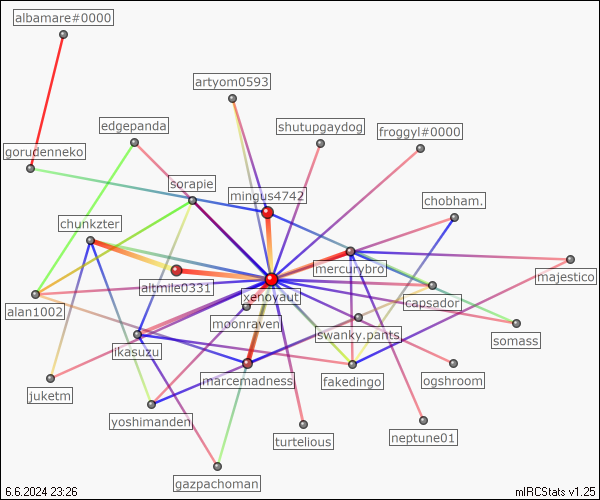 albamare#0000
artyom0593
edgepanda
shutupgaydog
froggyl#0000
gorudenneko
sorapie
mingus4742
chobham.
chunkzter
mercurybro
majestico
altmile0331
xenovaut
capsador
alan1002
moonraven
swanky.pants
somass
ikasuzu
marcemadness
fakedingo
ogshroom
juketm
yoshimanden
turtelious
neptune01
gazpachoman
6.6.2024 23:26
mIRCStats v1.25